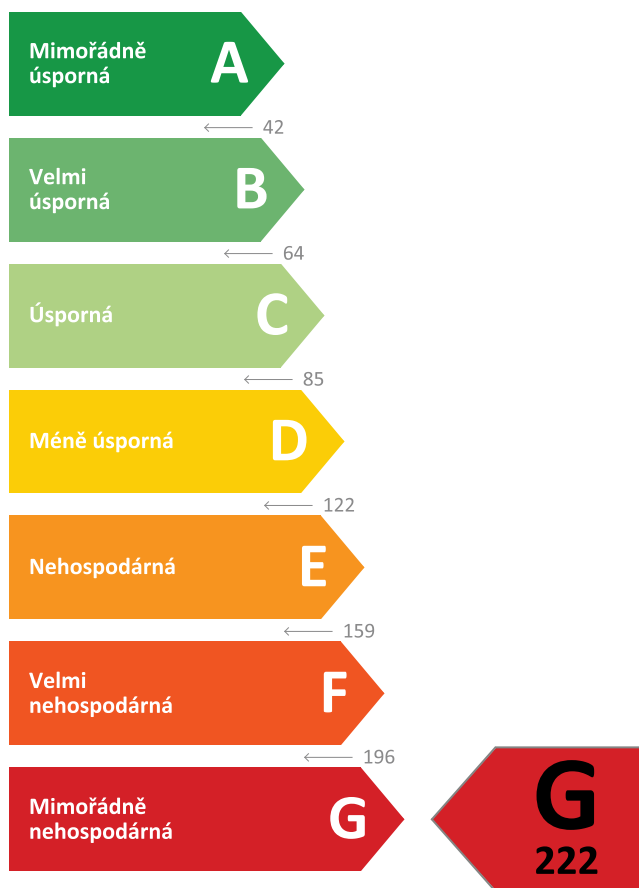 Mimořádně
úsporná
A
42
Velmi
úsporná
B
64
Úsporná
C
85
Méně úsporná
D
122
Nehospodárná
E
159
Velmi
nehospodárná
F
196
Mimořádně
nehospodárná
G
G
222